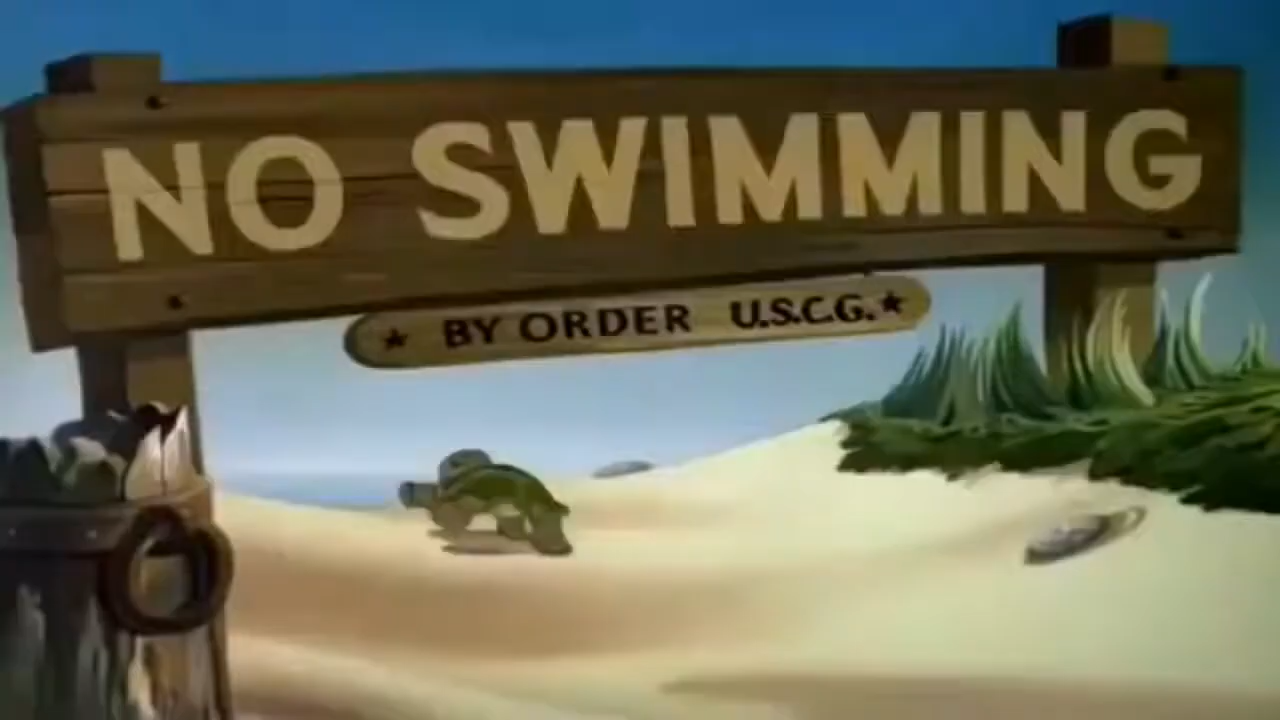 NO SWIMMING
★ BY ORDER U.S.C.G. ★